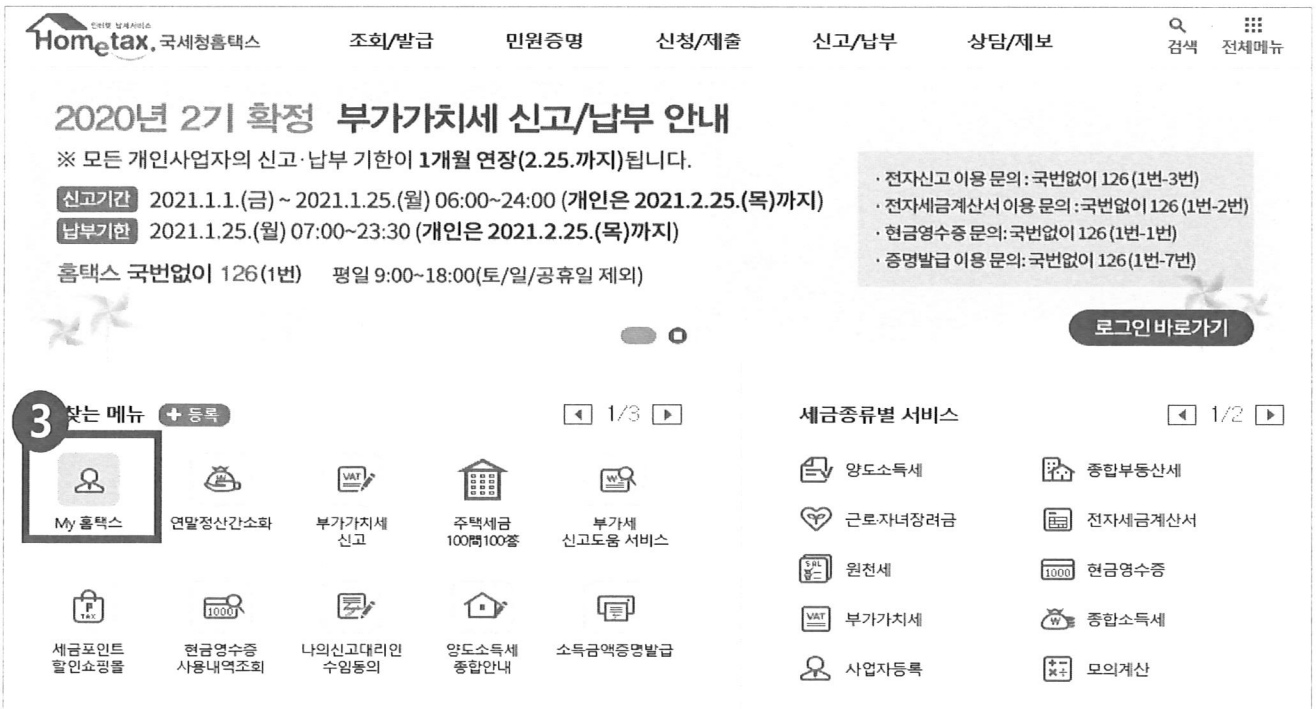 인터넷 납세서비스
Hometax. 국세청홈택스
조회/발급 민원증명 신청/제출 신고/납부 상담/제보 검색 전체메뉴
2020년 2기 확정 부가가치세 신고/납부 안내
※ 모든 개인사업자의 신고·납부 기한이 1개월 연장(2.25.까지)됩니다.
신고기간 2021.1.1.(금) ~ 2021.1.25.(월) 06:00~24:00 (개인은 2021.2.25.(목)까지)
납부기한 2021.1.25.(월) 07:00~23:30 (개인은 2021.2.25.(목)까지)
홈택스 국번없이 126(1번) 평일 9:00~18:00(토/일/공휴일 제외)
· 전자신고 이용 문의 : 국번없이 126 (1번-3번)
· 전자세금계산서 이용 문의 : 국번없이 126 (1번-2번)
· 현금영수증 문의: 국번없이 126 (1번-1번)
· 증명발급 이용 문의: 국번없이 126 (1번-7번)
로그인 바로가기
3
찾는 메뉴 + 등록 1/3
My 홈택스
연말정산간소화
VAT
부가가치세
신고
주택세금
100問100答
W
부가세
신고도움 서비스
P
TAX
세금포인트
할인쇼핑몰
1000
현금영수증
사용내역조회
나의신고대리인
수임동의
양도소득세
종합안내
소득금액증명발급
세금종류별 서비스 1/2
양도소득세
종합부동산세
근로·자녀장려금
전자세금계산서
SAL
원천세
1000 현금영수증
VAT 부가가치세
W 종합소득세
사업자등록
모의계산